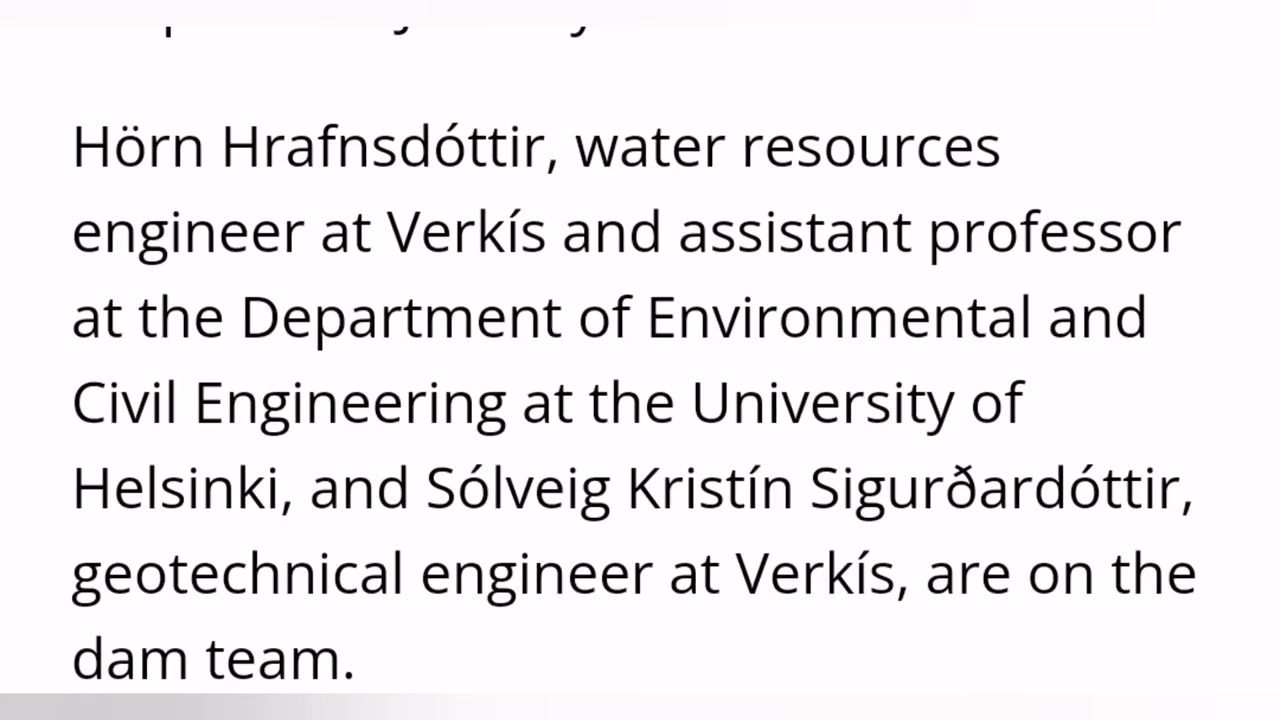 Hörn Hrafnsdóttir, water resources
engineer at Verkís and assistant professor
at the Department of Environmental and
Civil Engineering at the University of
Helsinki, and Sólveig Kristín Sigurðardóttir,
geotechnical engineer at Verkís, are on the
dam team.